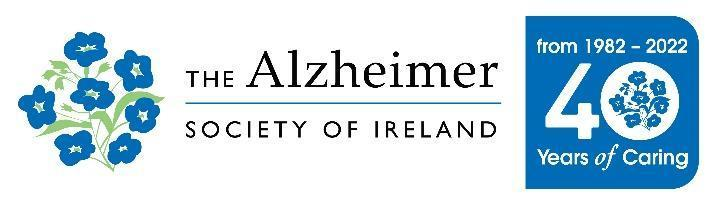 THE Alzheimer
SOCIETY OF IRELAND
from 1982 – 2022
40
Years of Caring